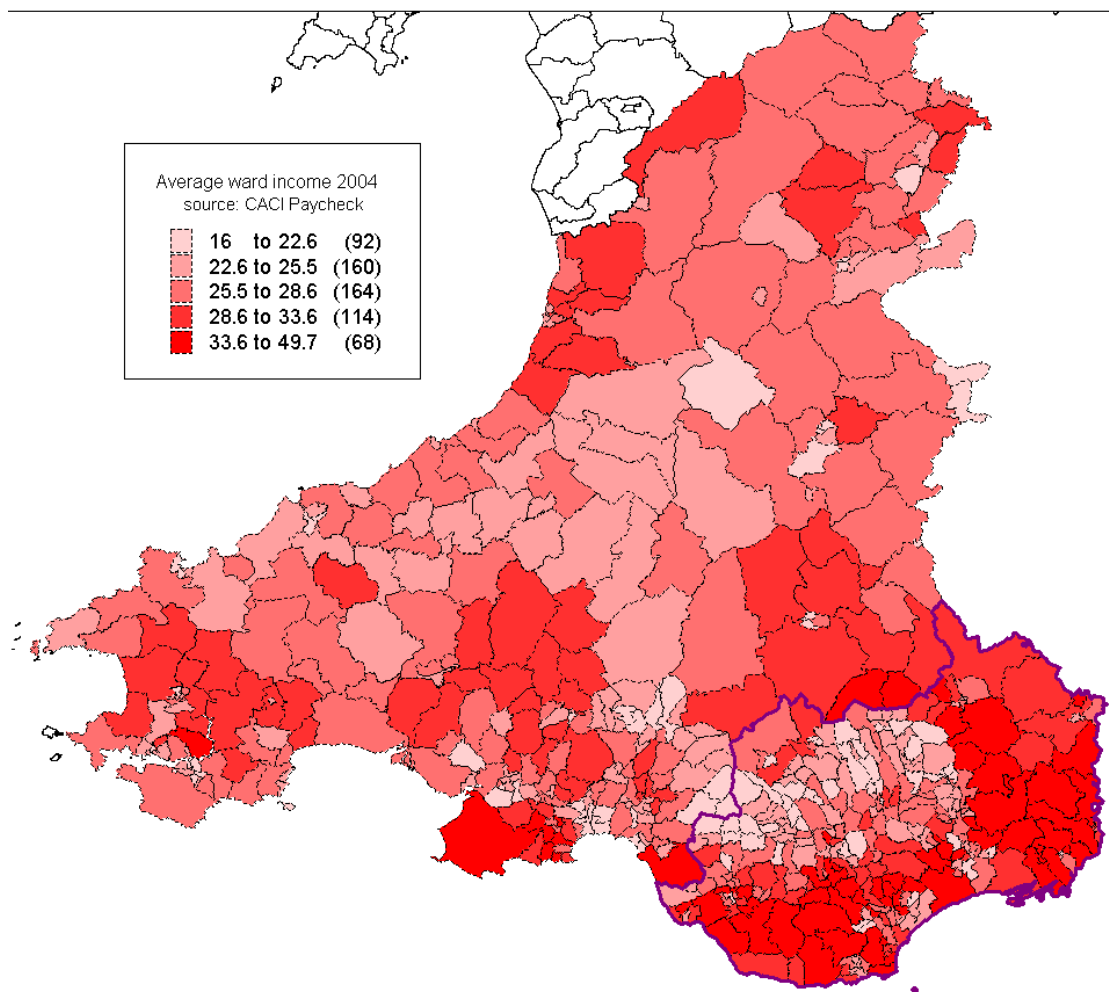 Average ward income 2004
source: CACI Paycheck
16 to 22.6 (92)
22.6 to 25.5 (160)
25.5 to 28.6 (164)
28.6 to 33.6 (114)
33.6 to 49.7 (68)